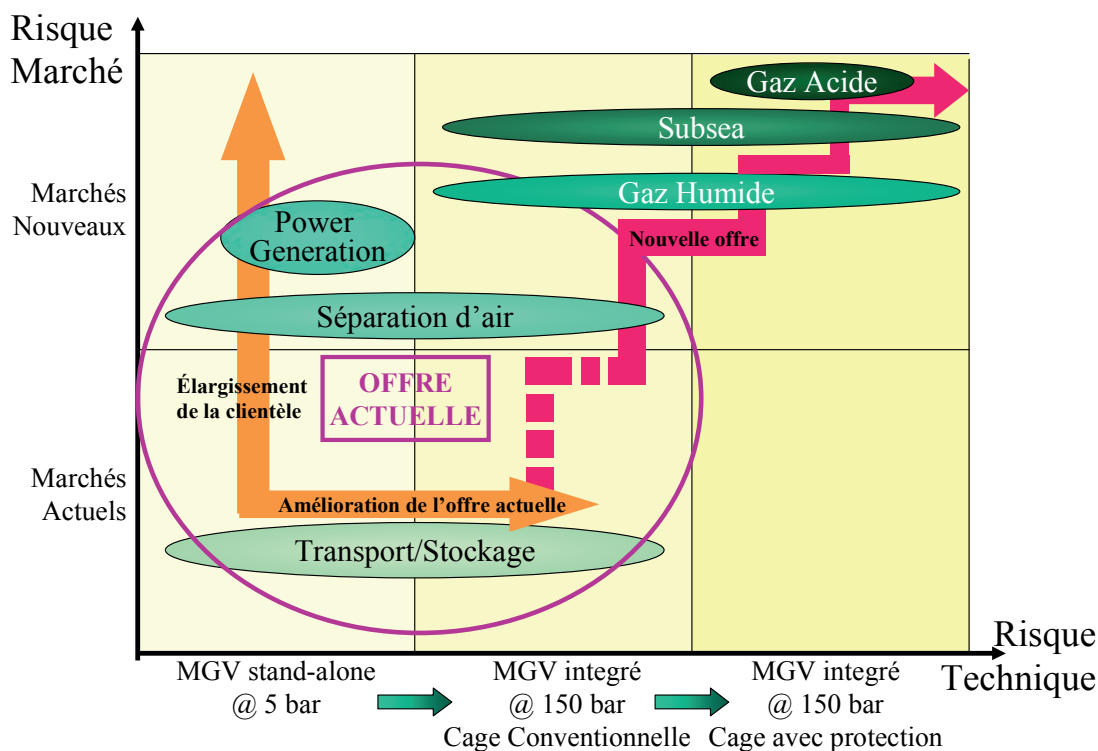 Risque
Marché
Gaz Acide
Subsea
Marchés
Nouveaux
Gaz Humide
Power
Generation
Nouvelle offre
Séparation d’air
Élargissement
de la clientèle
OFFRE
ACTUELLE
Marchés
Actuels
Amélioration de l’offre actuelle
Transport/Stockage
Risque
Technique
MGV stand-alone
@ 5 bar
MGV integré
@ 150 bar
Cage Conventionnelle
MGV integré
@ 150 bar
Cage avec protection